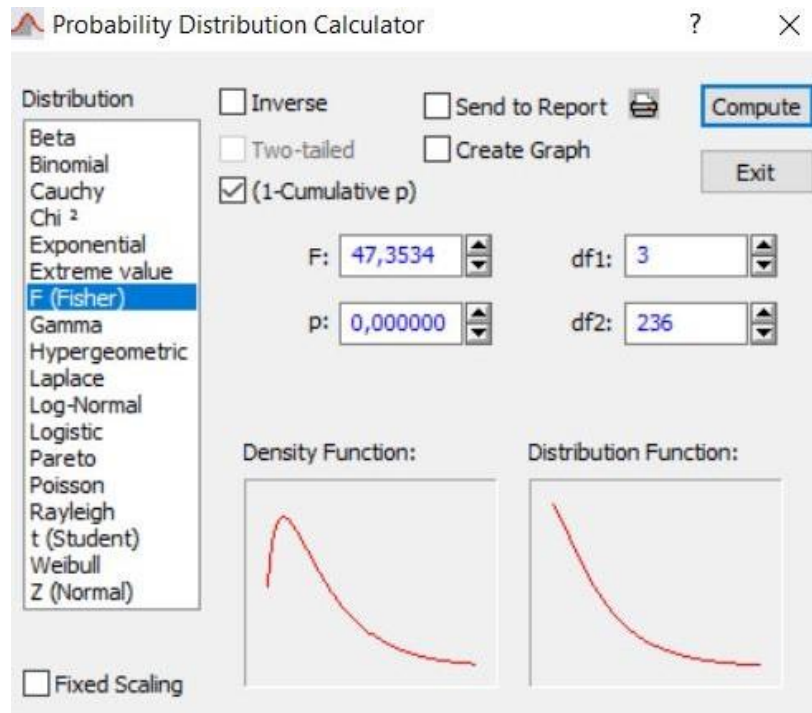 Probability Distribution Calculator ? ×
Distribution
Beta
Binomial
Cauchy
Chi ²
Exponential
Extreme value
F (Fisher)
Gamma
Hypergeometric
Laplace
Log-Normal
Logistic
Pareto
Poisson
Rayleigh
t (Student)
Weibull
Z (Normal)
Fixed Scaling
Inverse
Two-tailed
(1-Cumulative p)
Send to Report
Create Graph
Compute
Exit
F: 47,3534
df1: 3
p: 0,000000
df2: 236
Density Function:
Distribution Function: